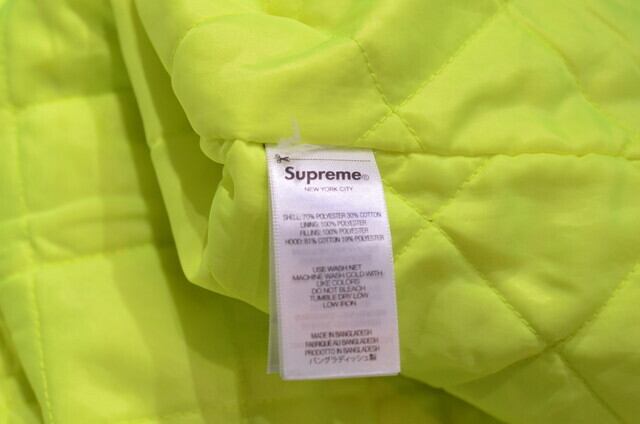 Supreme®
NEW YORK CITY
SHELL: 70% POLYESTER 30% COTTON
LINING: 100% POLYESTER
FILLING: 100% POLYESTER
HOOD: 81% COTTON 19% POLYESTER
USE WASH NET
MACHINE WASH COLD WITH
LIKE COLORS
DO NOT BLEACH
TUMBLE DRY LOW
LOW IRON
MADE IN BANGLADESH
FABRIQUÉ AU BANGLADESH
PRODOTTO IN BANGLADESH
バングラディッシュ製